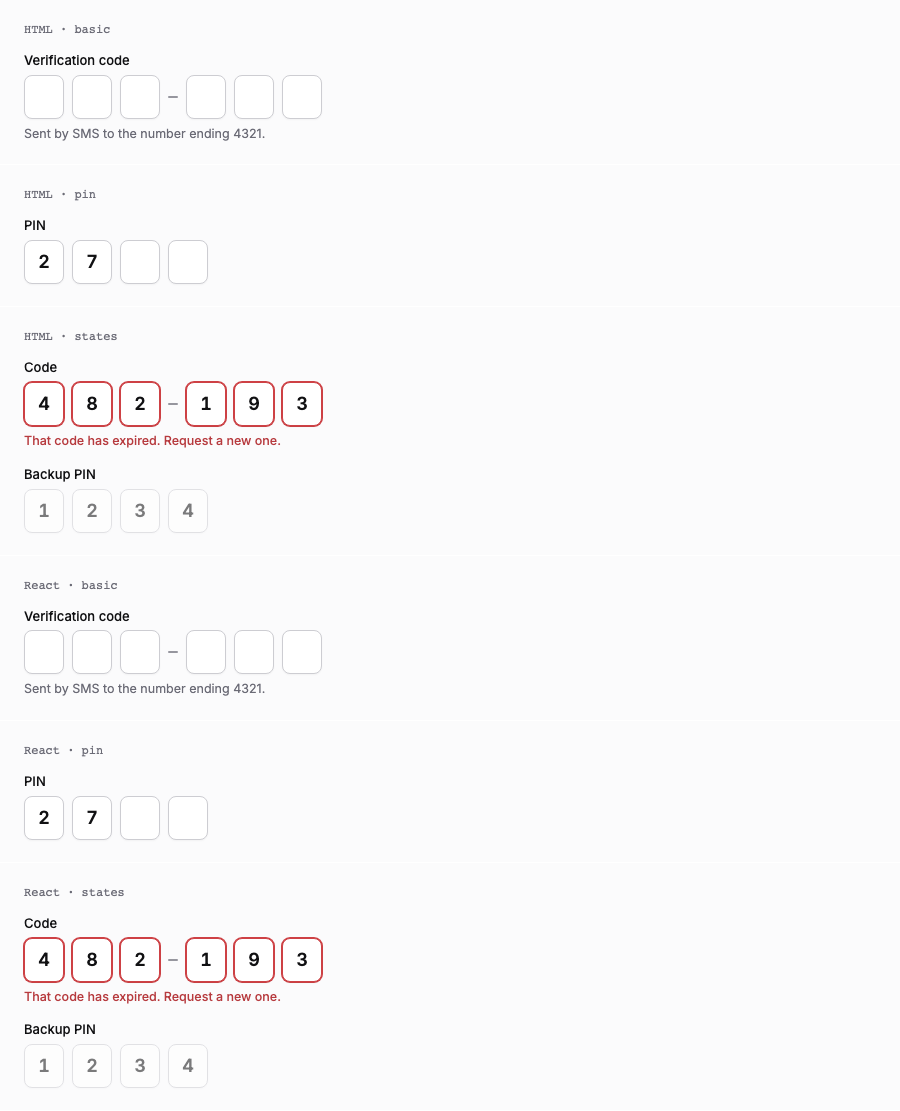 HTML · basic
Verification code
–
Sent by SMS to the number ending 4321.
HTML · pin
PIN
2 7
HTML · states
Code
4 8 2 – 1 9 3
That code has expired. Request a new one.
Backup PIN
1 2 3 4
React · basic
Verification code
–
Sent by SMS to the number ending 4321.
React · pin
PIN
2 7
React · states
Code
4 8 2 – 1 9 3
That code has expired. Request a new one.
Backup PIN
1 2 3 4